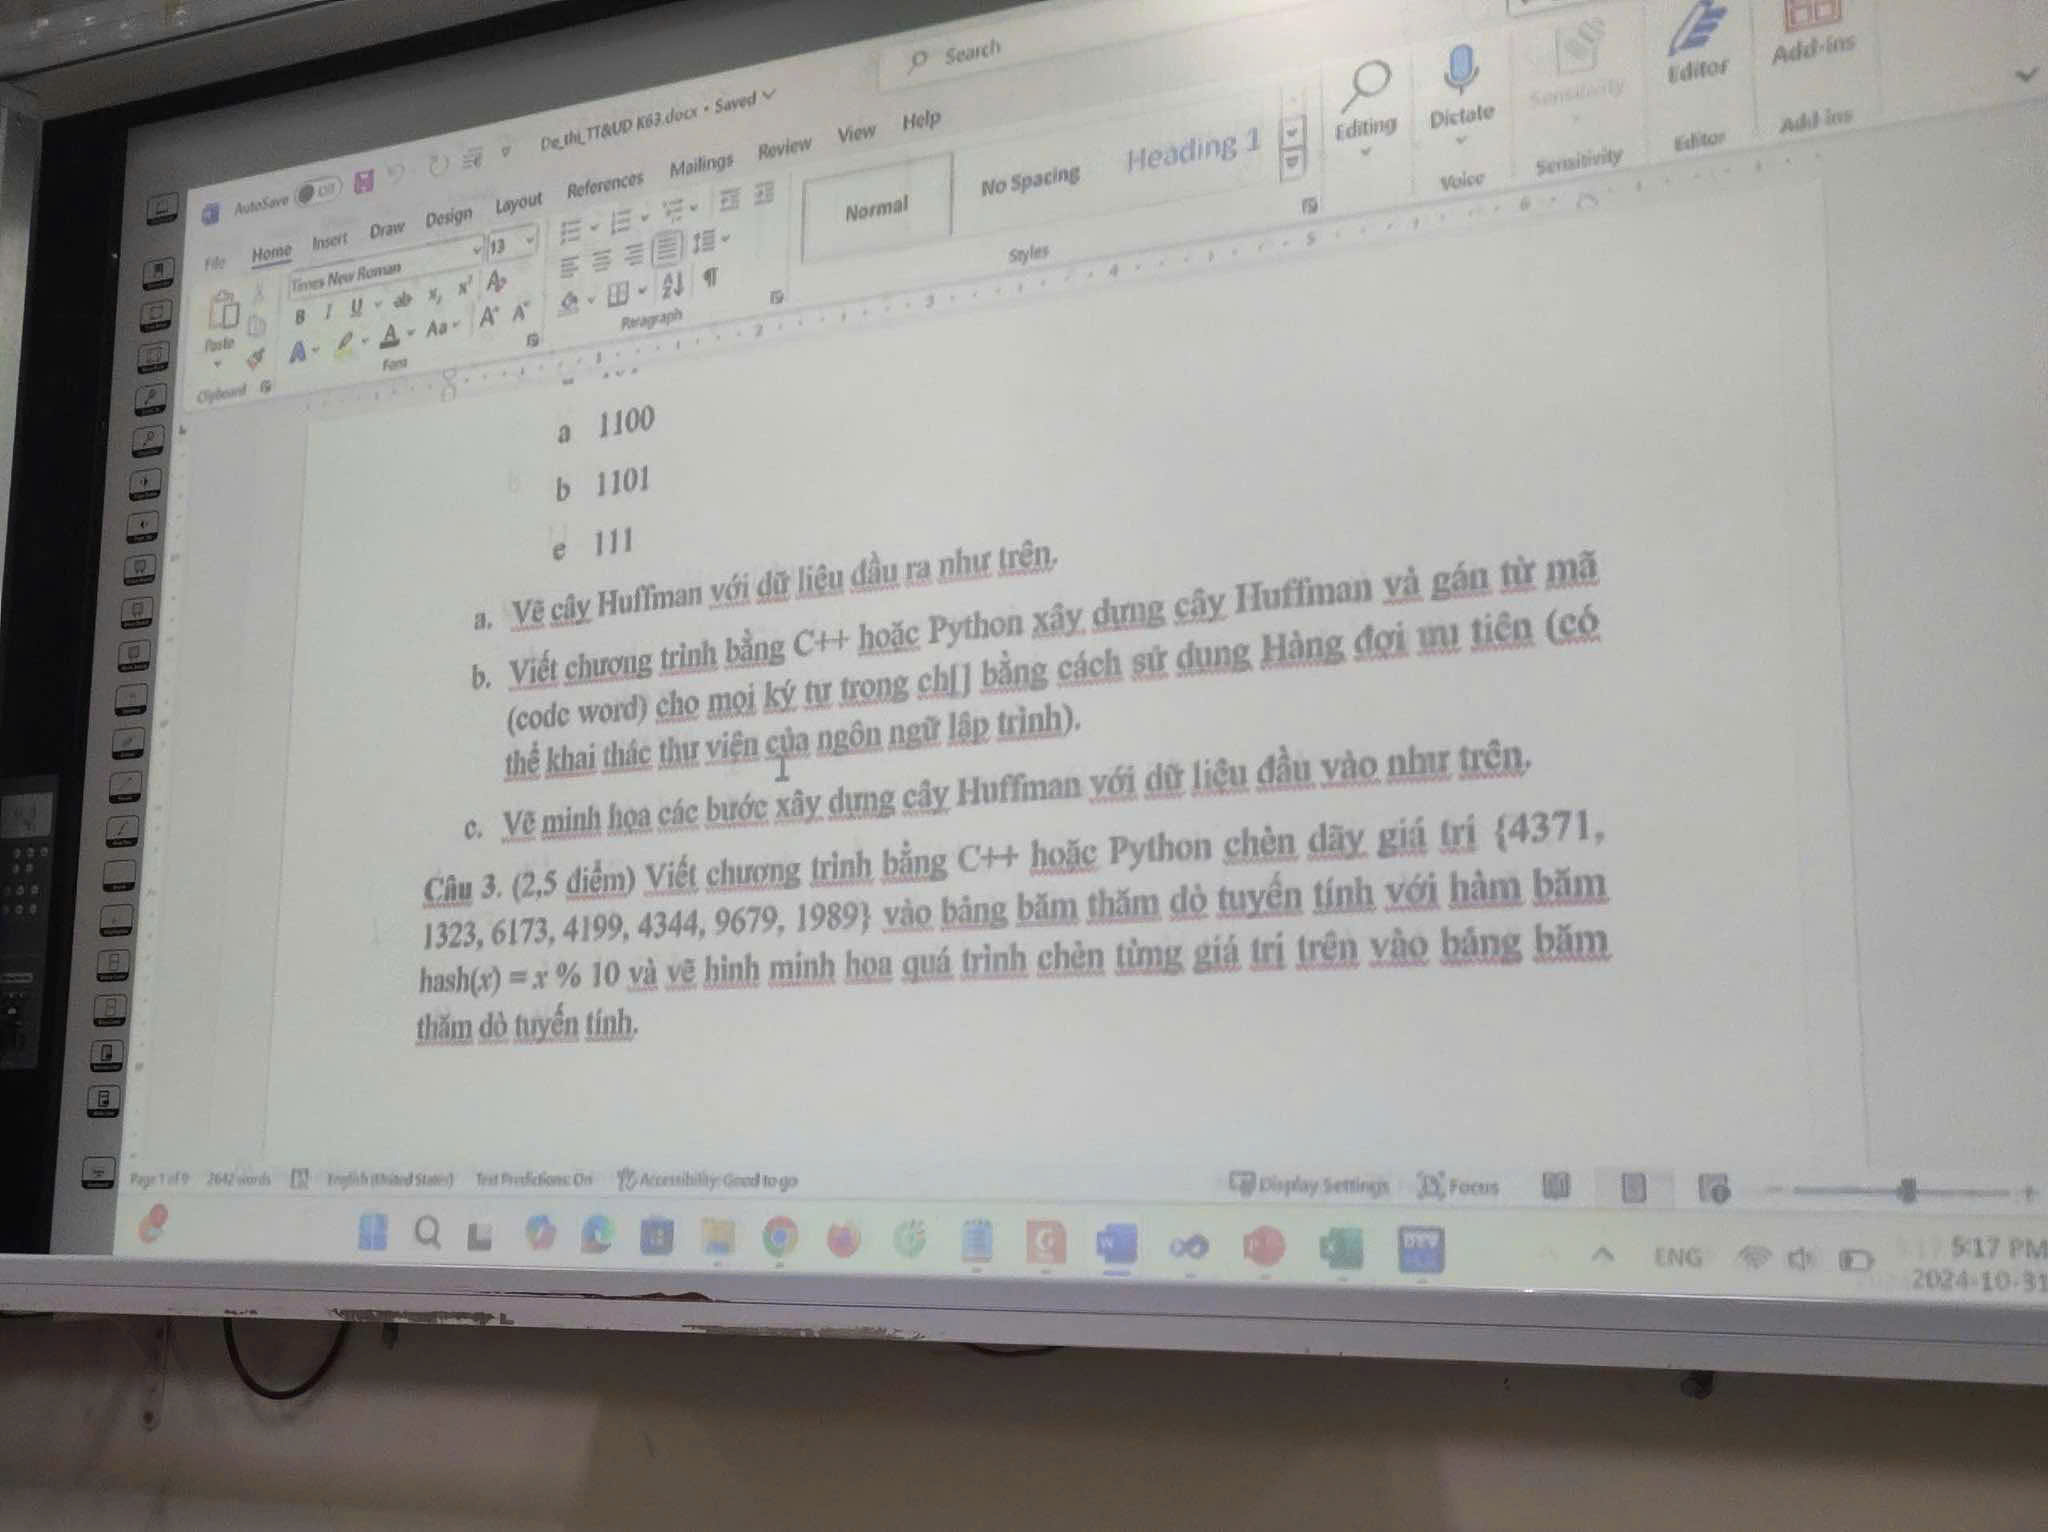 Search
De_thi_TT&UD K63.docx • Saved
AutoSave Off
File Home Insert Draw Design Layout References Mailings Review View Help
Times New Roman 13
Normal
No Spacing
Heading 1
Editing
Dictate
Sensitivity
Editor
Add-ins
Paste
Clipboard
Font
Paragraph
Styles
Voice
Sensitivity
Editor
Add-ins
a 1100
b 1101
e 111
a. Vẽ cây Huffman với dữ liệu đầu ra như trên.
b. Viết chương trình bằng C++ hoặc Python xây dựng cây Huffman và gán từ mã
(code word) cho mọi ký tự trong ch[] bằng cách sử dụng Hàng đợi ưu tiên (có
thể khai thác thư viện của ngôn ngữ lập trình).
c. Vẽ minh họa các bước xây dựng cây Huffman với dữ liệu đầu vào như trên.
Câu 3. (2,5 điểm) Viết chương trình bằng C++ hoặc Python chèn dãy giá trị {4371,
1323, 6173, 4199, 4344, 9679, 1989} vào bảng băm thăm dò tuyến tính với hàm băm
hash(x) = x % 10 và vẽ hình minh họa quá trình chèn từng giá trị trên vào bảng băm
thăm dò tuyến tính.
Page 1 of 9 2642 words English (United States) Text Predictions: On Accessibility: Good to go
Display Settings Focus
ENG
5:17 PM
2024-10-31